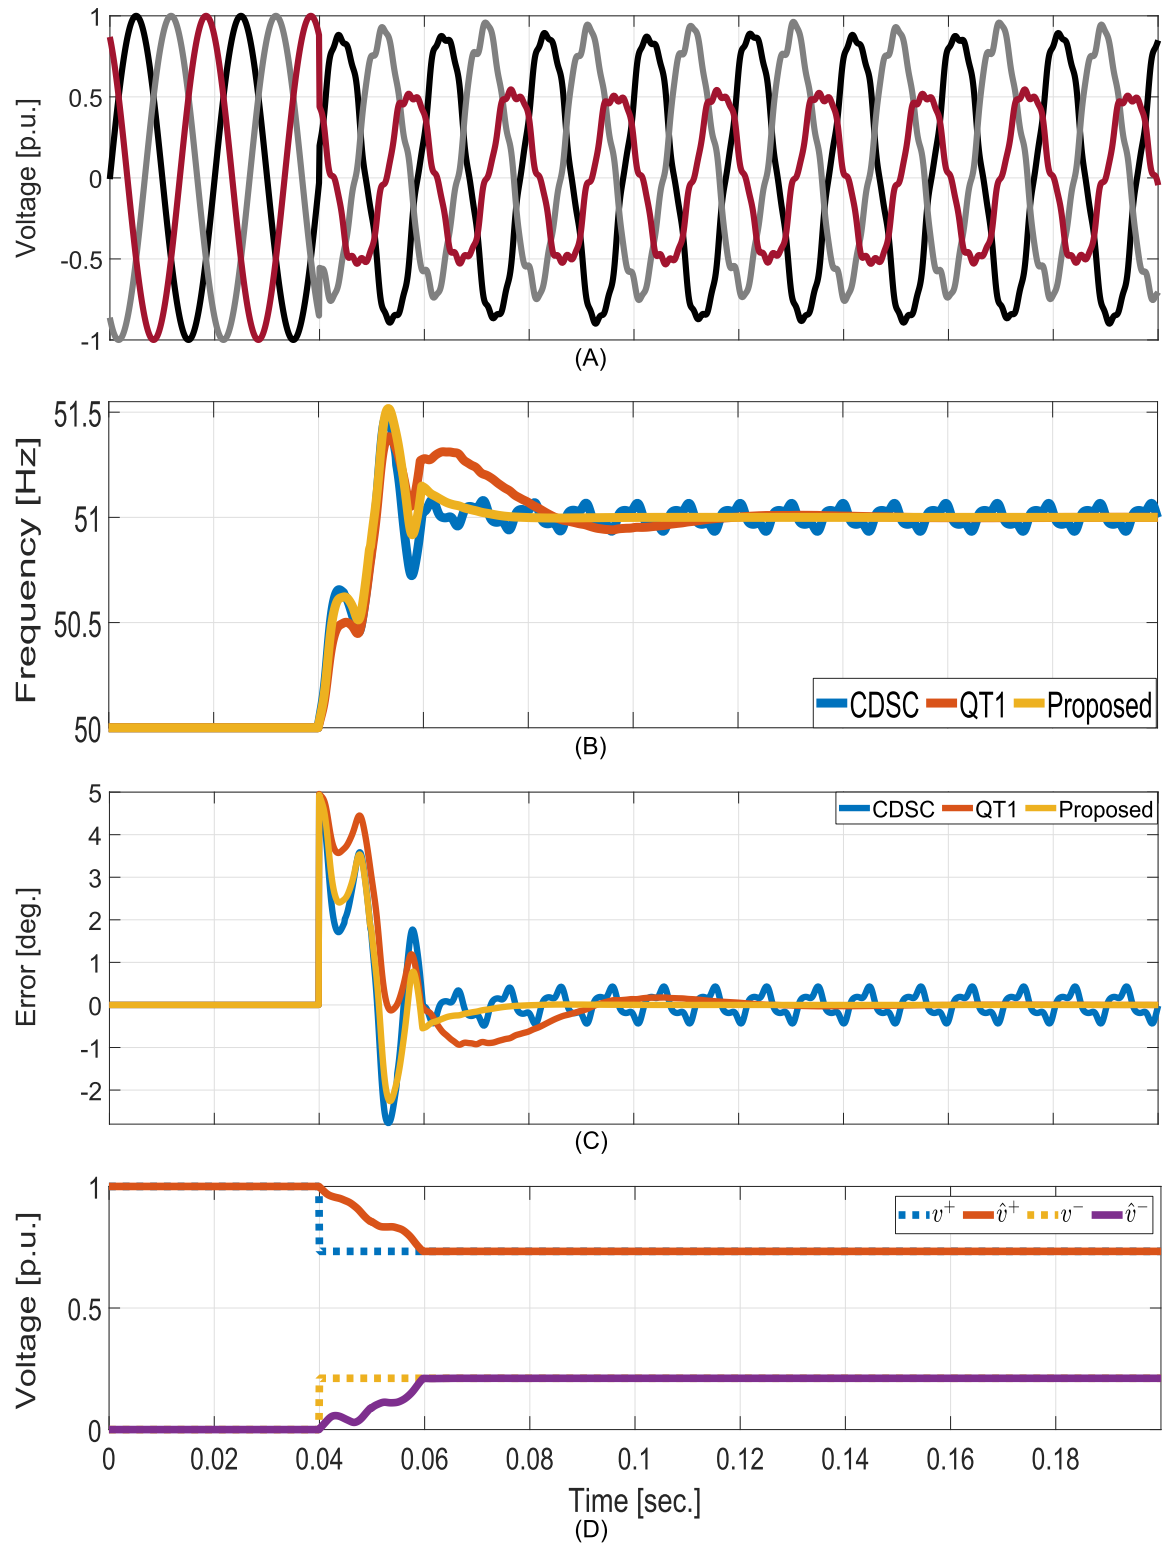 1
0.5
0
-0.5
-1
Voltage [p.u.]
(A)
51.5
51
50.5
50
Frequency [Hz]
CDSC QT1 Proposed
(B)
5
4
3
2
1
0
-1
-2
Error [deg.]
CDSC QT1 Proposed
(C)
1
0.5
0
Voltage [p.u.]
v⁺ v̂⁺ v⁻ v̂⁻
0 0.02 0.04 0.06 0.08 0.1 0.12 0.14 0.16 0.18
Time [sec.]
(D)